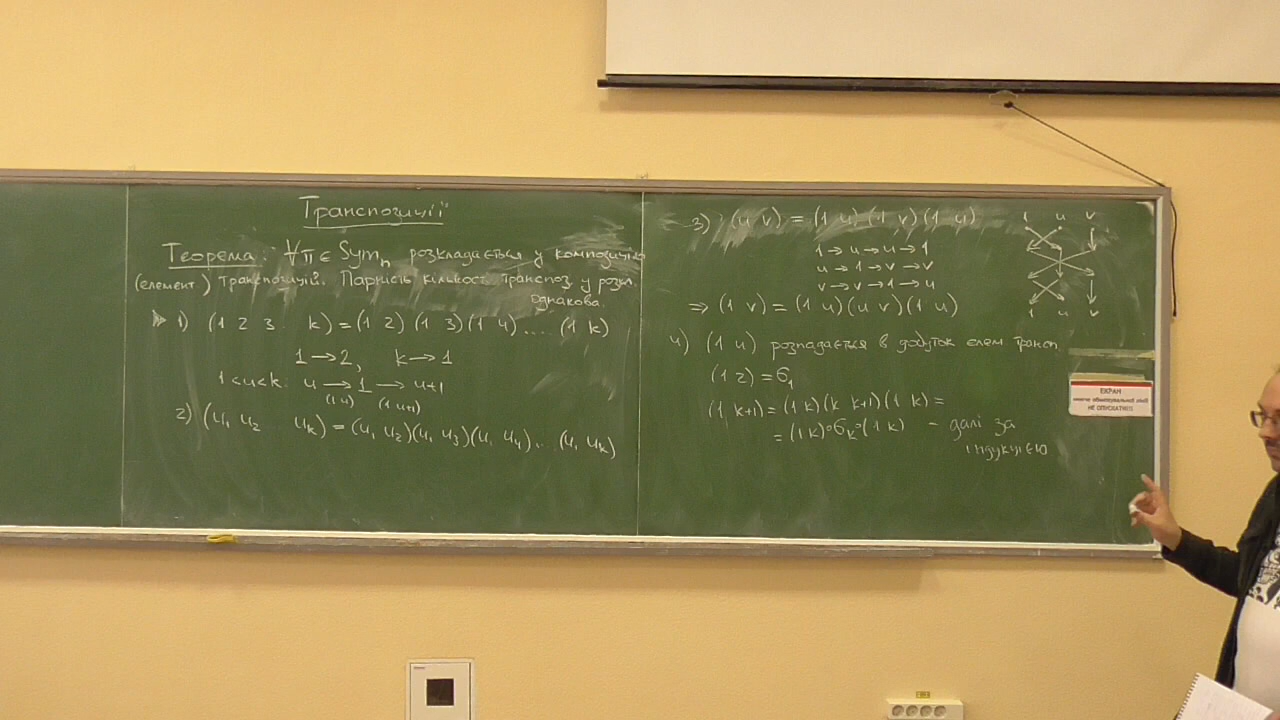 Транспозиції
Теорема: ∀π ∈ Symₙ розкладається у композицію
(елемент) транспозицій. Парність кількост. транспоз у розкл.
однакова.
1) (1 2 3 k) = (1 2)(1 3)(1 4)....(1 k)
1→2, k→1
1<u<k: u → 1 → u+1
(1 u) (1 u+1)
2) (u₁ u₂ uₖ) = (u₁ u₂)(u₁ u₃)(u₁ u₄)...(u₁ uₖ)
3) (u v) = (1 u)(1 v)(1 u)
1→u→u→1
u→1→v→v
v→v→1→u
⇒ (1 v) = (1 u)(u v)(1 u)
1 u v
1 u v
4) (1 u) розпадається в добуток елем трансп
(1 2) = σ₁
(1 k+1) = (1 k)(k k+1)(1 k) =
= (1 k)∘σₖ∘(1 k) – далі за
індукцією
ЕКРАН
НЕ ОПУСКАТИ!!!